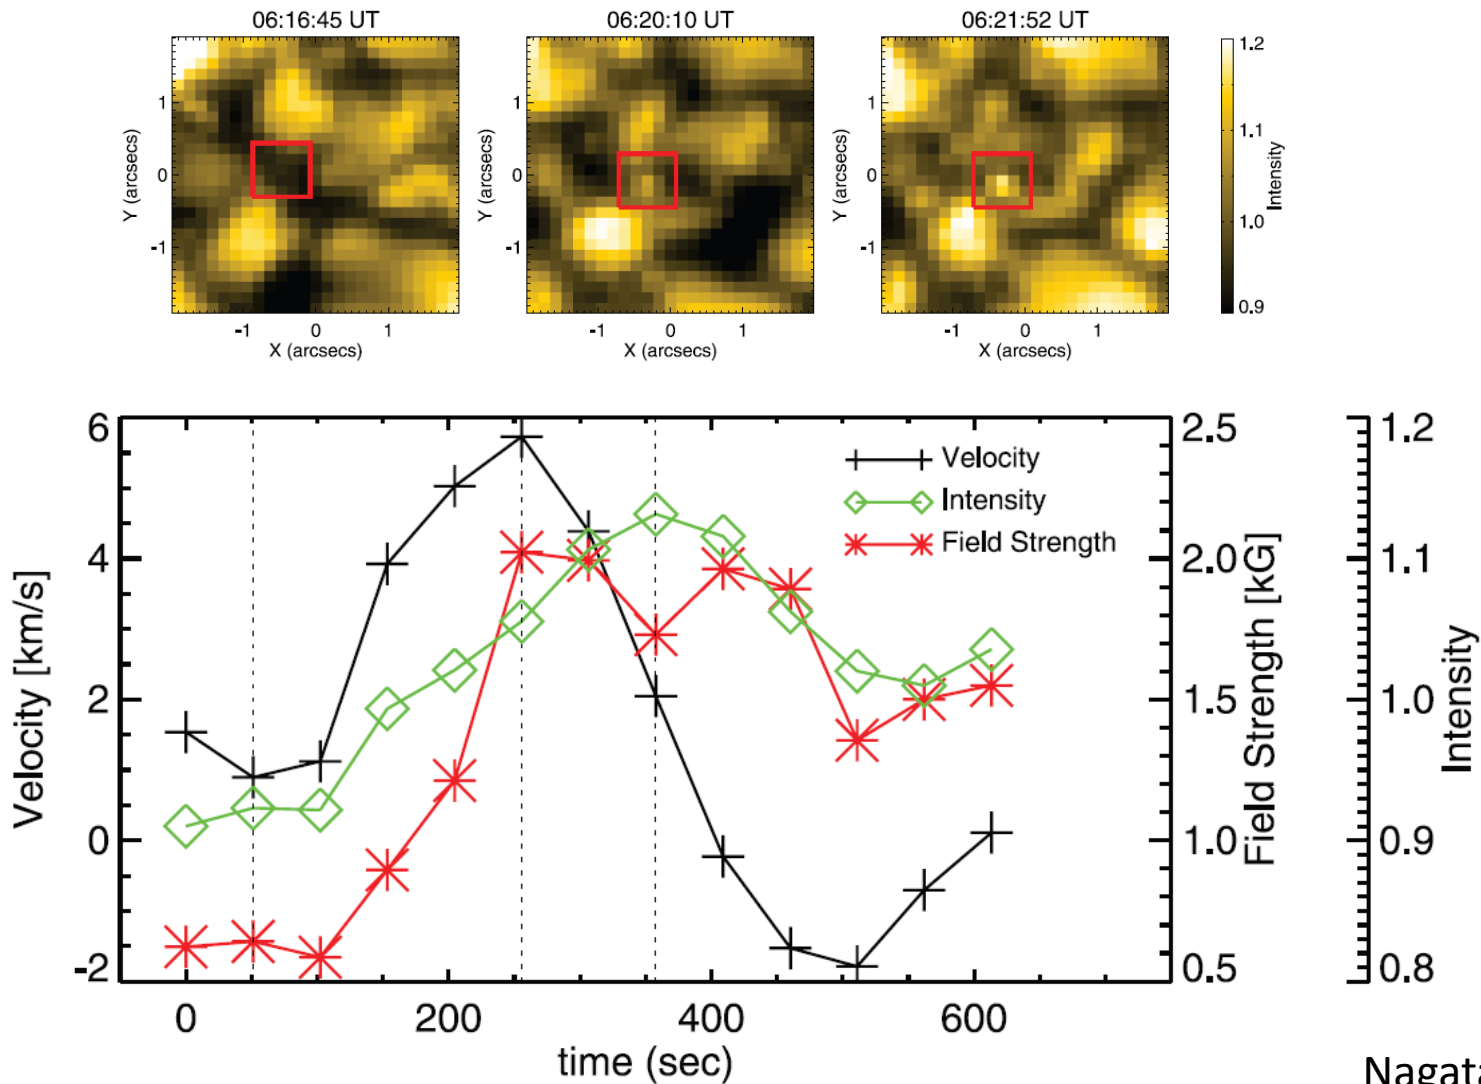 06:16:45 UT
06:20:10 UT
06:21:52 UT
Y (arcsecs)
1
0
-1
-1 0 1
X (arcsecs)
Y (arcsecs)
1
0
-1
-1 0 1
X (arcsecs)
Y (arcsecs)
1
0
-1
-1 0 1
X (arcsecs)
1.2
1.1
1.0
0.9
Intensity
Velocity [km/s]
6
4
2
0
-2
Velocity
Intensity
Field Strength
2.5
2.0
1.5
1.0
0.5
Field Strength [kG]
1.2
1.1
1.0
0.9
0.8
Intensity
0 200 400 600
time (sec)
Nagata